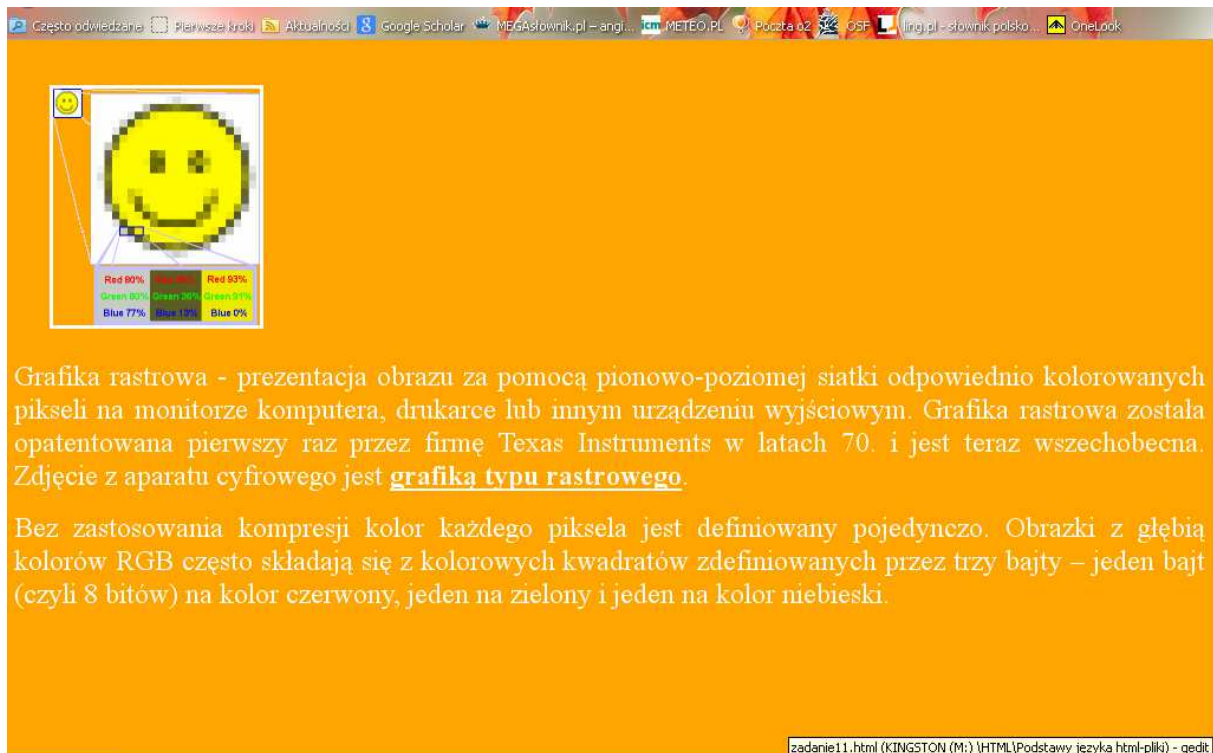 Często odwiedzane Pierwsze kroki Aktualności Google Scholar MEGAsłownik.pl – angi... icm METEO.PL Poczta o2 OSF ling.pl - słownik polsko... OneLook
Red 80% Red 93%
Green 80% Green 36% Green 91%
Blue 77% Blue 13% Blue 0%
Grafika rastrowa - prezentacja obrazu za pomocą pionowo-poziomej siatki odpowiednio kolorowanych
pikseli na monitorze komputera, drukarce lub innym urządzeniu wyjściowym. Grafika rastrowa została
opatentowana pierwszy raz przez firmę Texas Instruments w latach 70. i jest teraz wszechobecna.
Zdjęcie z aparatu cyfrowego jest grafiką typu rastrowego.
Bez zastosowania kompresji kolor każdego piksela jest definiowany pojedynczo. Obrazki z głębią
kolorów RGB często składają się z kolorowych kwadratów zdefiniowanych przez trzy bajty – jeden bajt
(czyli 8 bitów) na kolor czerwony, jeden na zielony i jeden na kolor niebieski.
zadanie11.html (KINGSTON (M:) \HTML\Podstawy języka html-pliki) - gedit